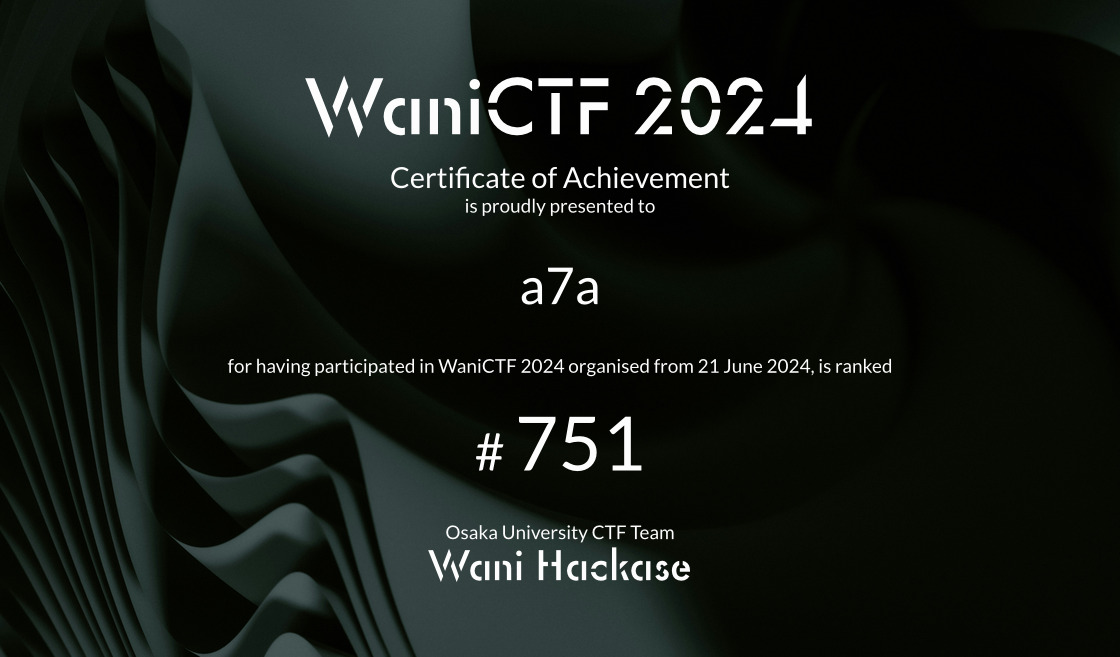 WaniCTF 2024
Certificate of Achievement
is proudly presented to
a7a
for having participated in WaniCTF 2024 organised from 21 June 2024, is ranked
# 751
Osaka University CTF Team
Wani Hackase